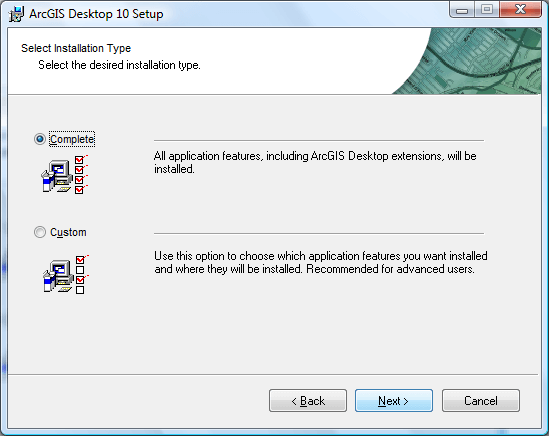 ArcGIS Desktop 10 Setup
Select Installation Type
Select the desired installation type.
Complete
All application features, including ArcGIS Desktop extensions, will be
installed.
Custom
Use this option to choose which application features you want installed
and where they will be installed. Recommended for advanced users.
< Back
Next >
Cancel